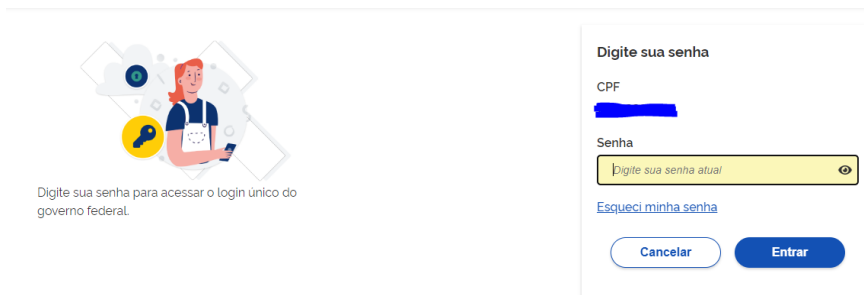 Digite sua senha para acessar o login único do
governo federal.
Digite sua senha
CPF
Senha
Digite sua senha atual
Esqueci minha senha
Cancelar
Entrar